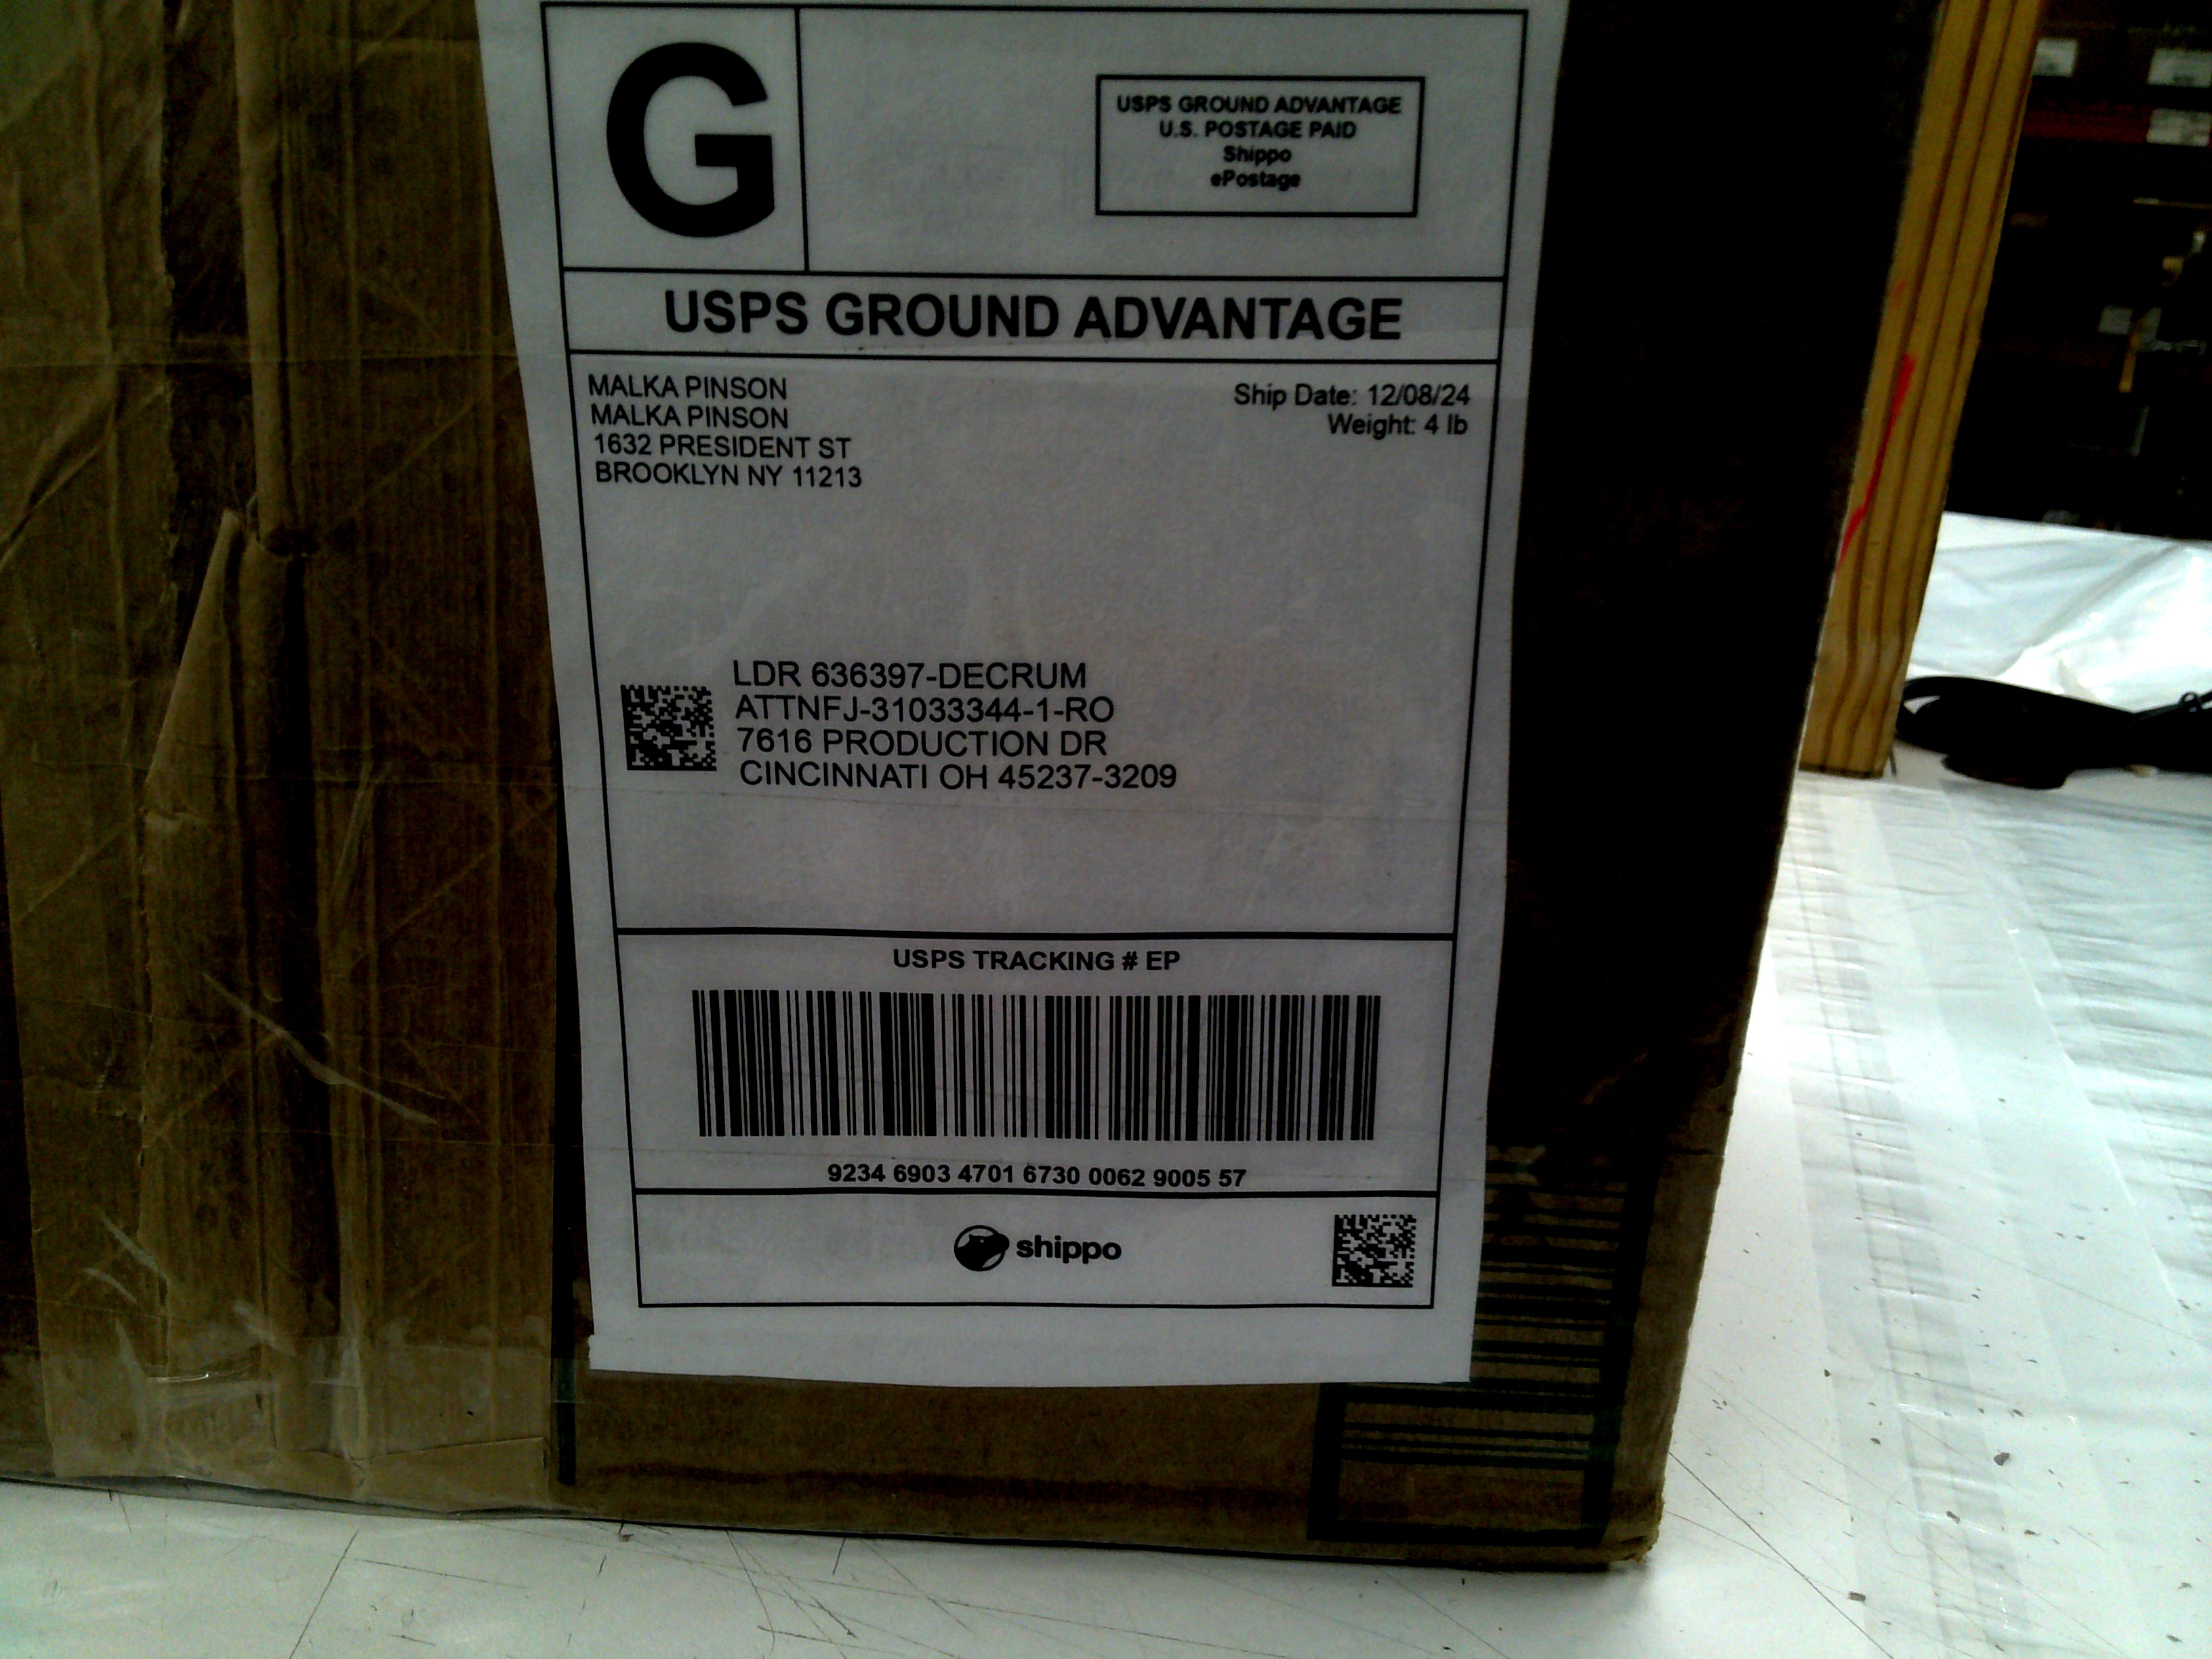 G
USPS GROUND ADVANTAGE
U.S. POSTAGE PAID
Shippo
ePostage
USPS GROUND ADVANTAGE
MALKA PINSON
MALKA PINSON
1632 PRESIDENT ST
BROOKLYN NY 11213
Ship Date: 12/08/24
Weight: 4 lb
LDR 636397-DECRUM
ATTNFJ-31033344-1-RO
7616 PRODUCTION DR
CINCINNATI OH 45237-3209
USPS TRACKING # EP
9234 6903 4701 6730 0062 9005 57
shippo